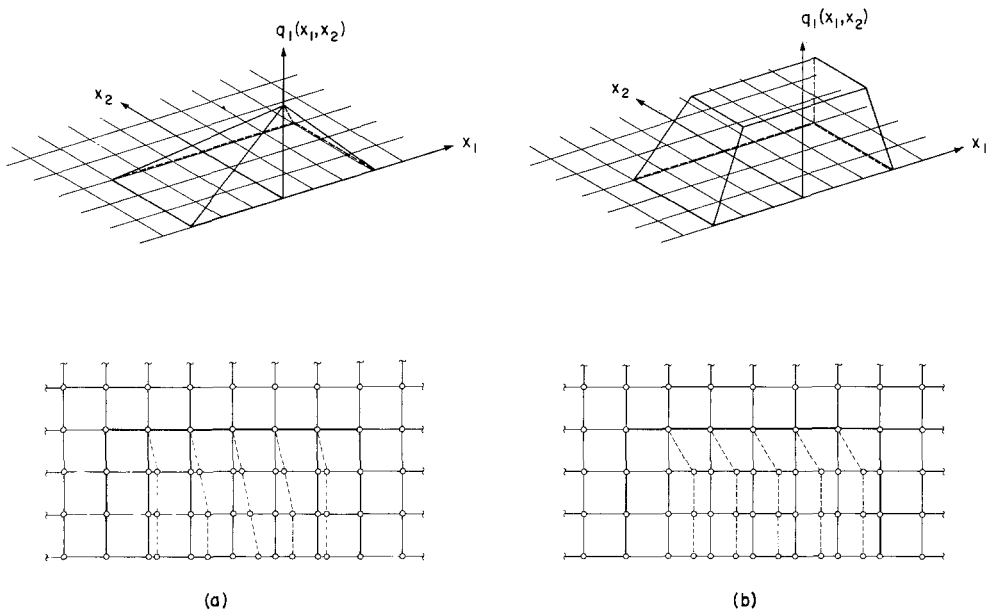 q₁(x₁,x₂)
x₂
x₁
q₁(x₁,x₂)
x₂
x₁
(a)
(b)